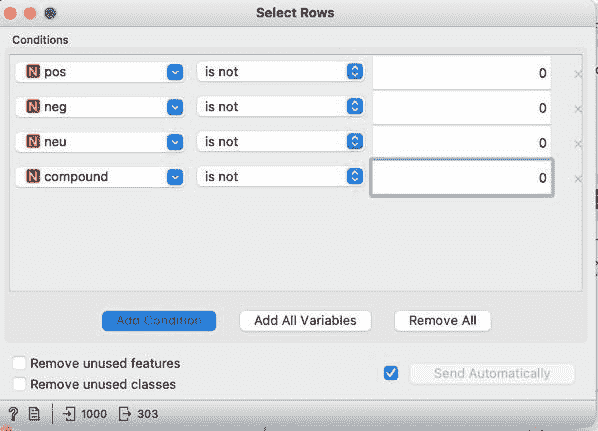 Select Rows
Conditions
N pos is not 0 ×
N neg is not 0 ×
N neu is not 0 ×
N compound is not 0 ×
Add Condition Add All Variables Remove All
Remove unused features
Remove unused classes
Send Automatically
? 1000 303